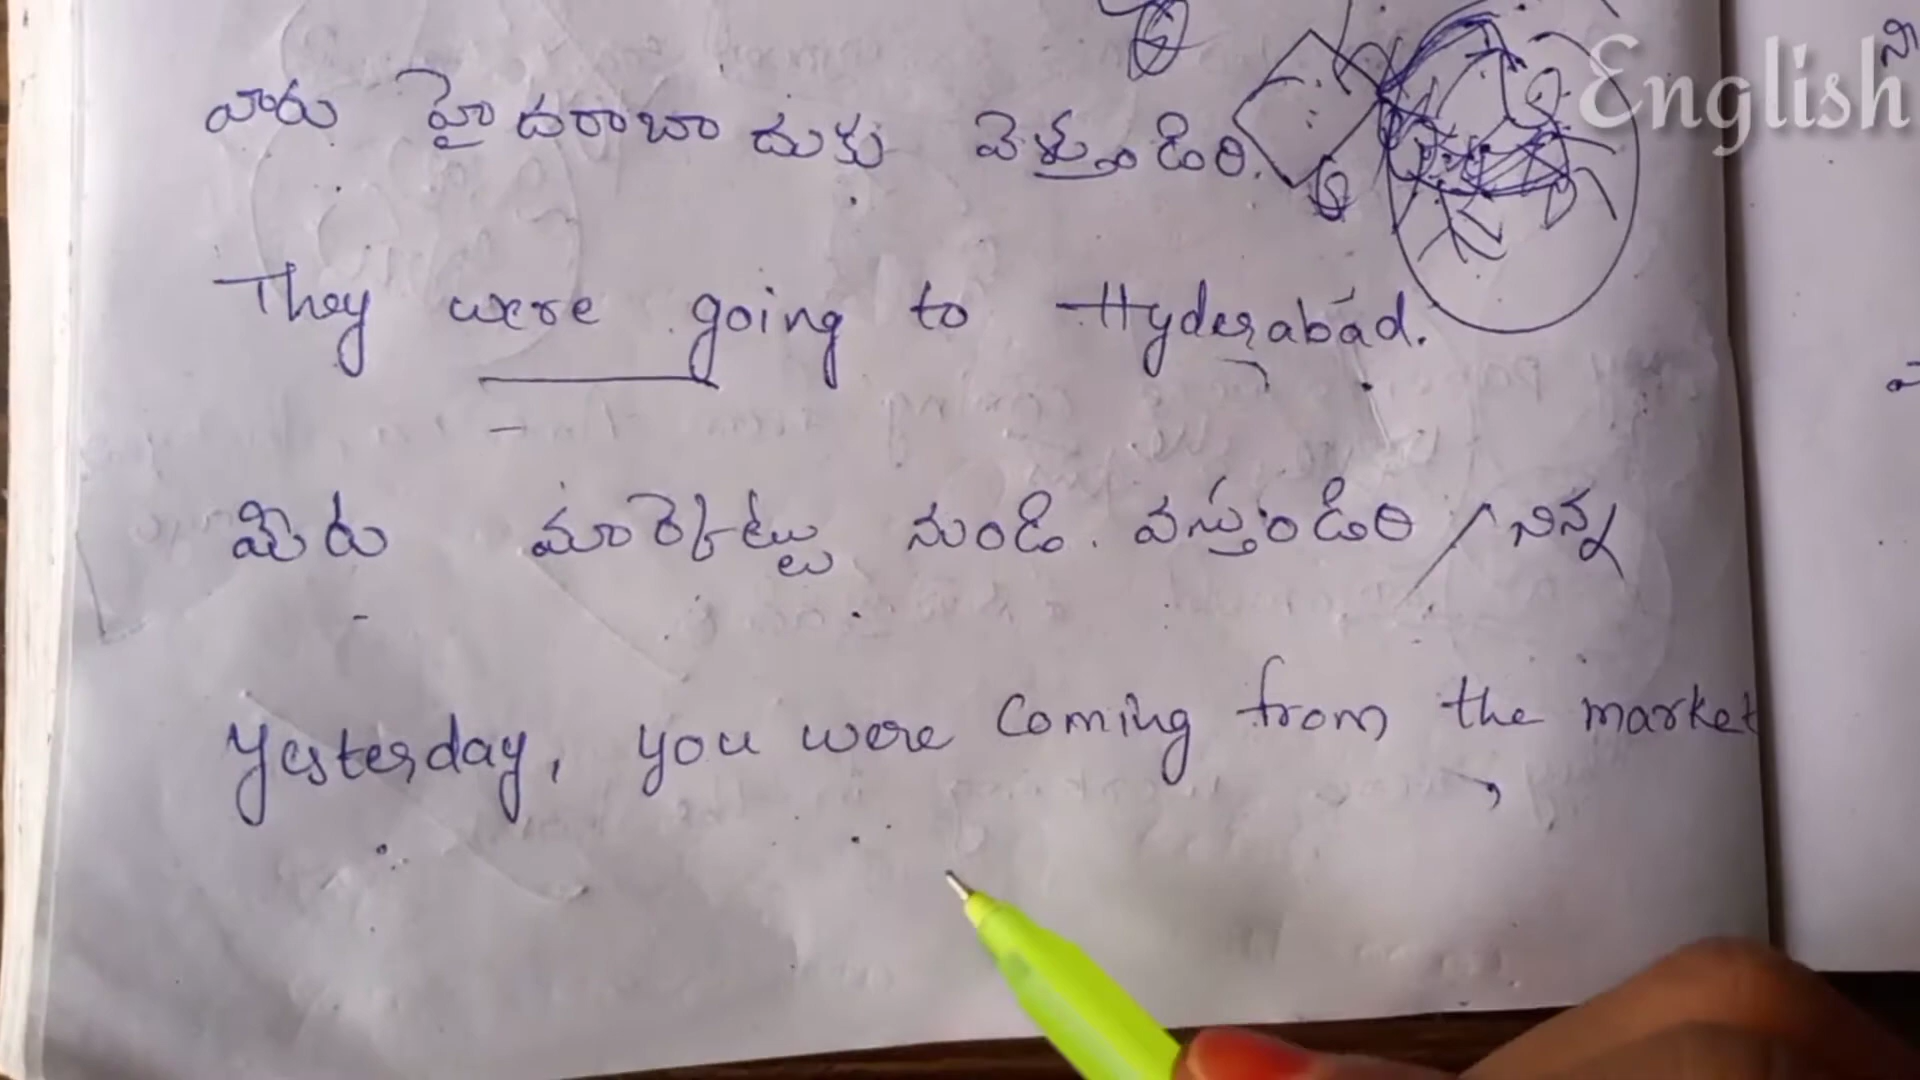 English
వారు హైదరాబాదుకు వెళ్తుండిరి.
They were going to Hyderabad.
మీరు మార్కెట్టు నుండి వస్తుండిరి / నిన్న
Yesterday, you were coming from the market